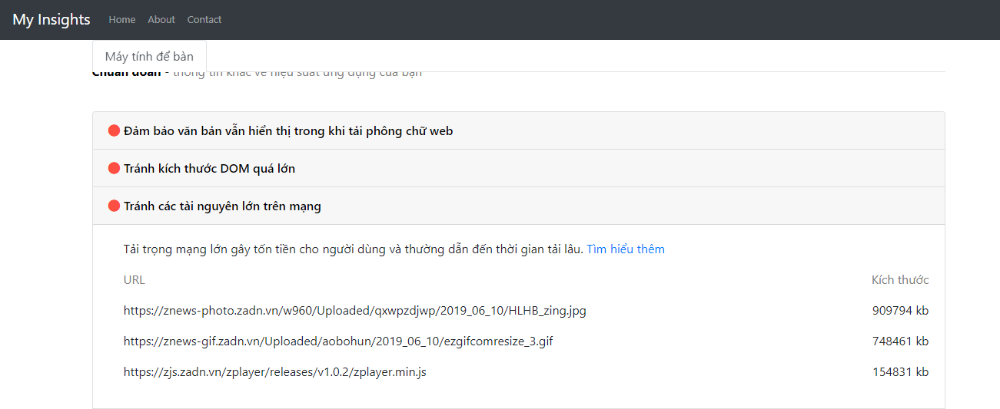 My Insights Home About Contact
Máy tính để bàn
Chuẩn đoán - thông tin khác về hiệu suất ứng dụng của bạn
Đảm bảo văn bản vẫn hiển thị trong khi tải phông chữ web
Tránh kích thước DOM quá lớn
Tránh các tài nguyên lớn trên mạng
Tải trọng mạng lớn gây tốn tiền cho người dùng và thường dẫn đến thời gian tải lâu. Tìm hiểu thêm
URL Kích thước
https://znews-photo.zadn.vn/w960/Uploaded/qxwpzdjwp/2019_06_10/HLHB_zing.jpg 909794 kb
https://znews-gif.zadn.vn/Uploaded/aobohun/2019_06_10/ezgifcomresize_3.gif 748461 kb
https://zjs.zadn.vn/zplayer/releases/v1.0.2/zplayer.min.js 154831 kb